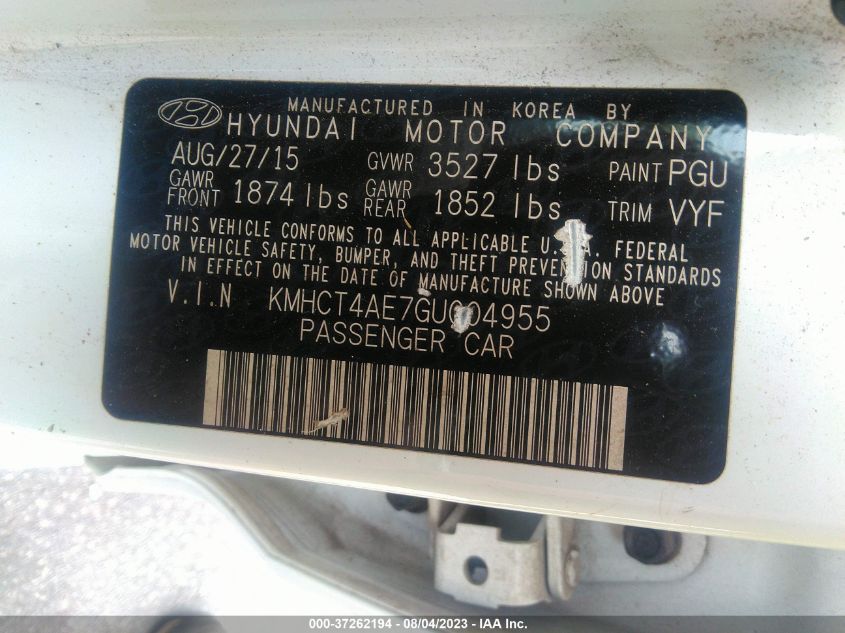 MANUFACTURED IN KOREA BY
HYUNDAI MOTOR COMPANY
AUG/27/15 GVWR 3527 lbs PAINT PGU
GAWR FRONT 1874 lbs GAWR REAR 1852 lbs TRIM VYF
THIS VEHICLE CONFORMS TO ALL APPLICABLE FEDERAL
MOTOR VEHICLE SAFETY, BUMPER, AND THEFT PREVENTION STANDARDS
IN EFFECT ON THE DATE OF MANUFACTURE SHOWN ABOVE
V.I.N
PASSENGER CAR
000-37262194 - 08/04/2023 - IAA Inc.